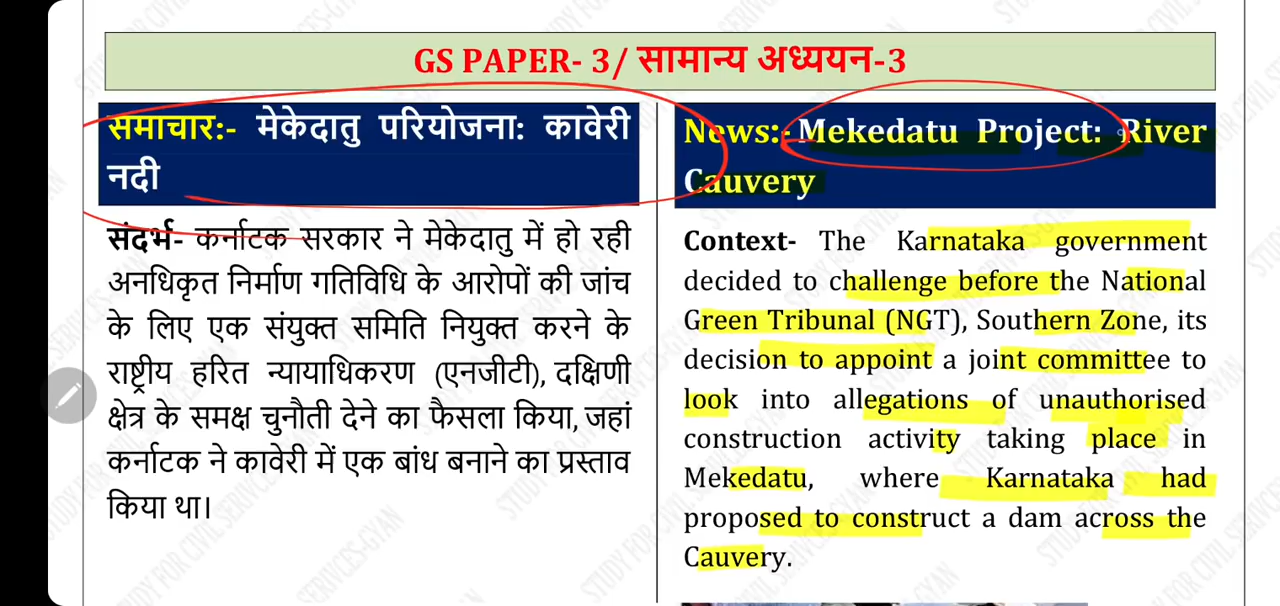 GS PAPER- 3/ सामान्य अध्ययन-3
समाचार:- मेकेदातु परियोजना: कावेरी
नदी
संदर्भ- कर्नाटक सरकार ने मेकेदातु में हो रही
अनधिकृत निर्माण गतिविधि के आरोपों की जांच
के लिए एक संयुक्त समिति नियुक्त करने के
राष्ट्रीय हरित न्यायाधिकरण (एनजीटी), दक्षिणी
क्षेत्र के समक्ष चुनौती देने का फैसला किया, जहां
कर्नाटक ने कावेरी में एक बांध बनाने का प्रस्ताव
किया था।
News:- Mekedatu Project: River
Cauvery
Context- The Karnataka government
decided to challenge before the National
Green Tribunal (NGT), Southern Zone, its
decision to appoint a joint committee to
look into allegations of unauthorised
construction activity taking place in
Mekedatu, where Karnataka had
proposed to construct a dam across the
Cauvery.